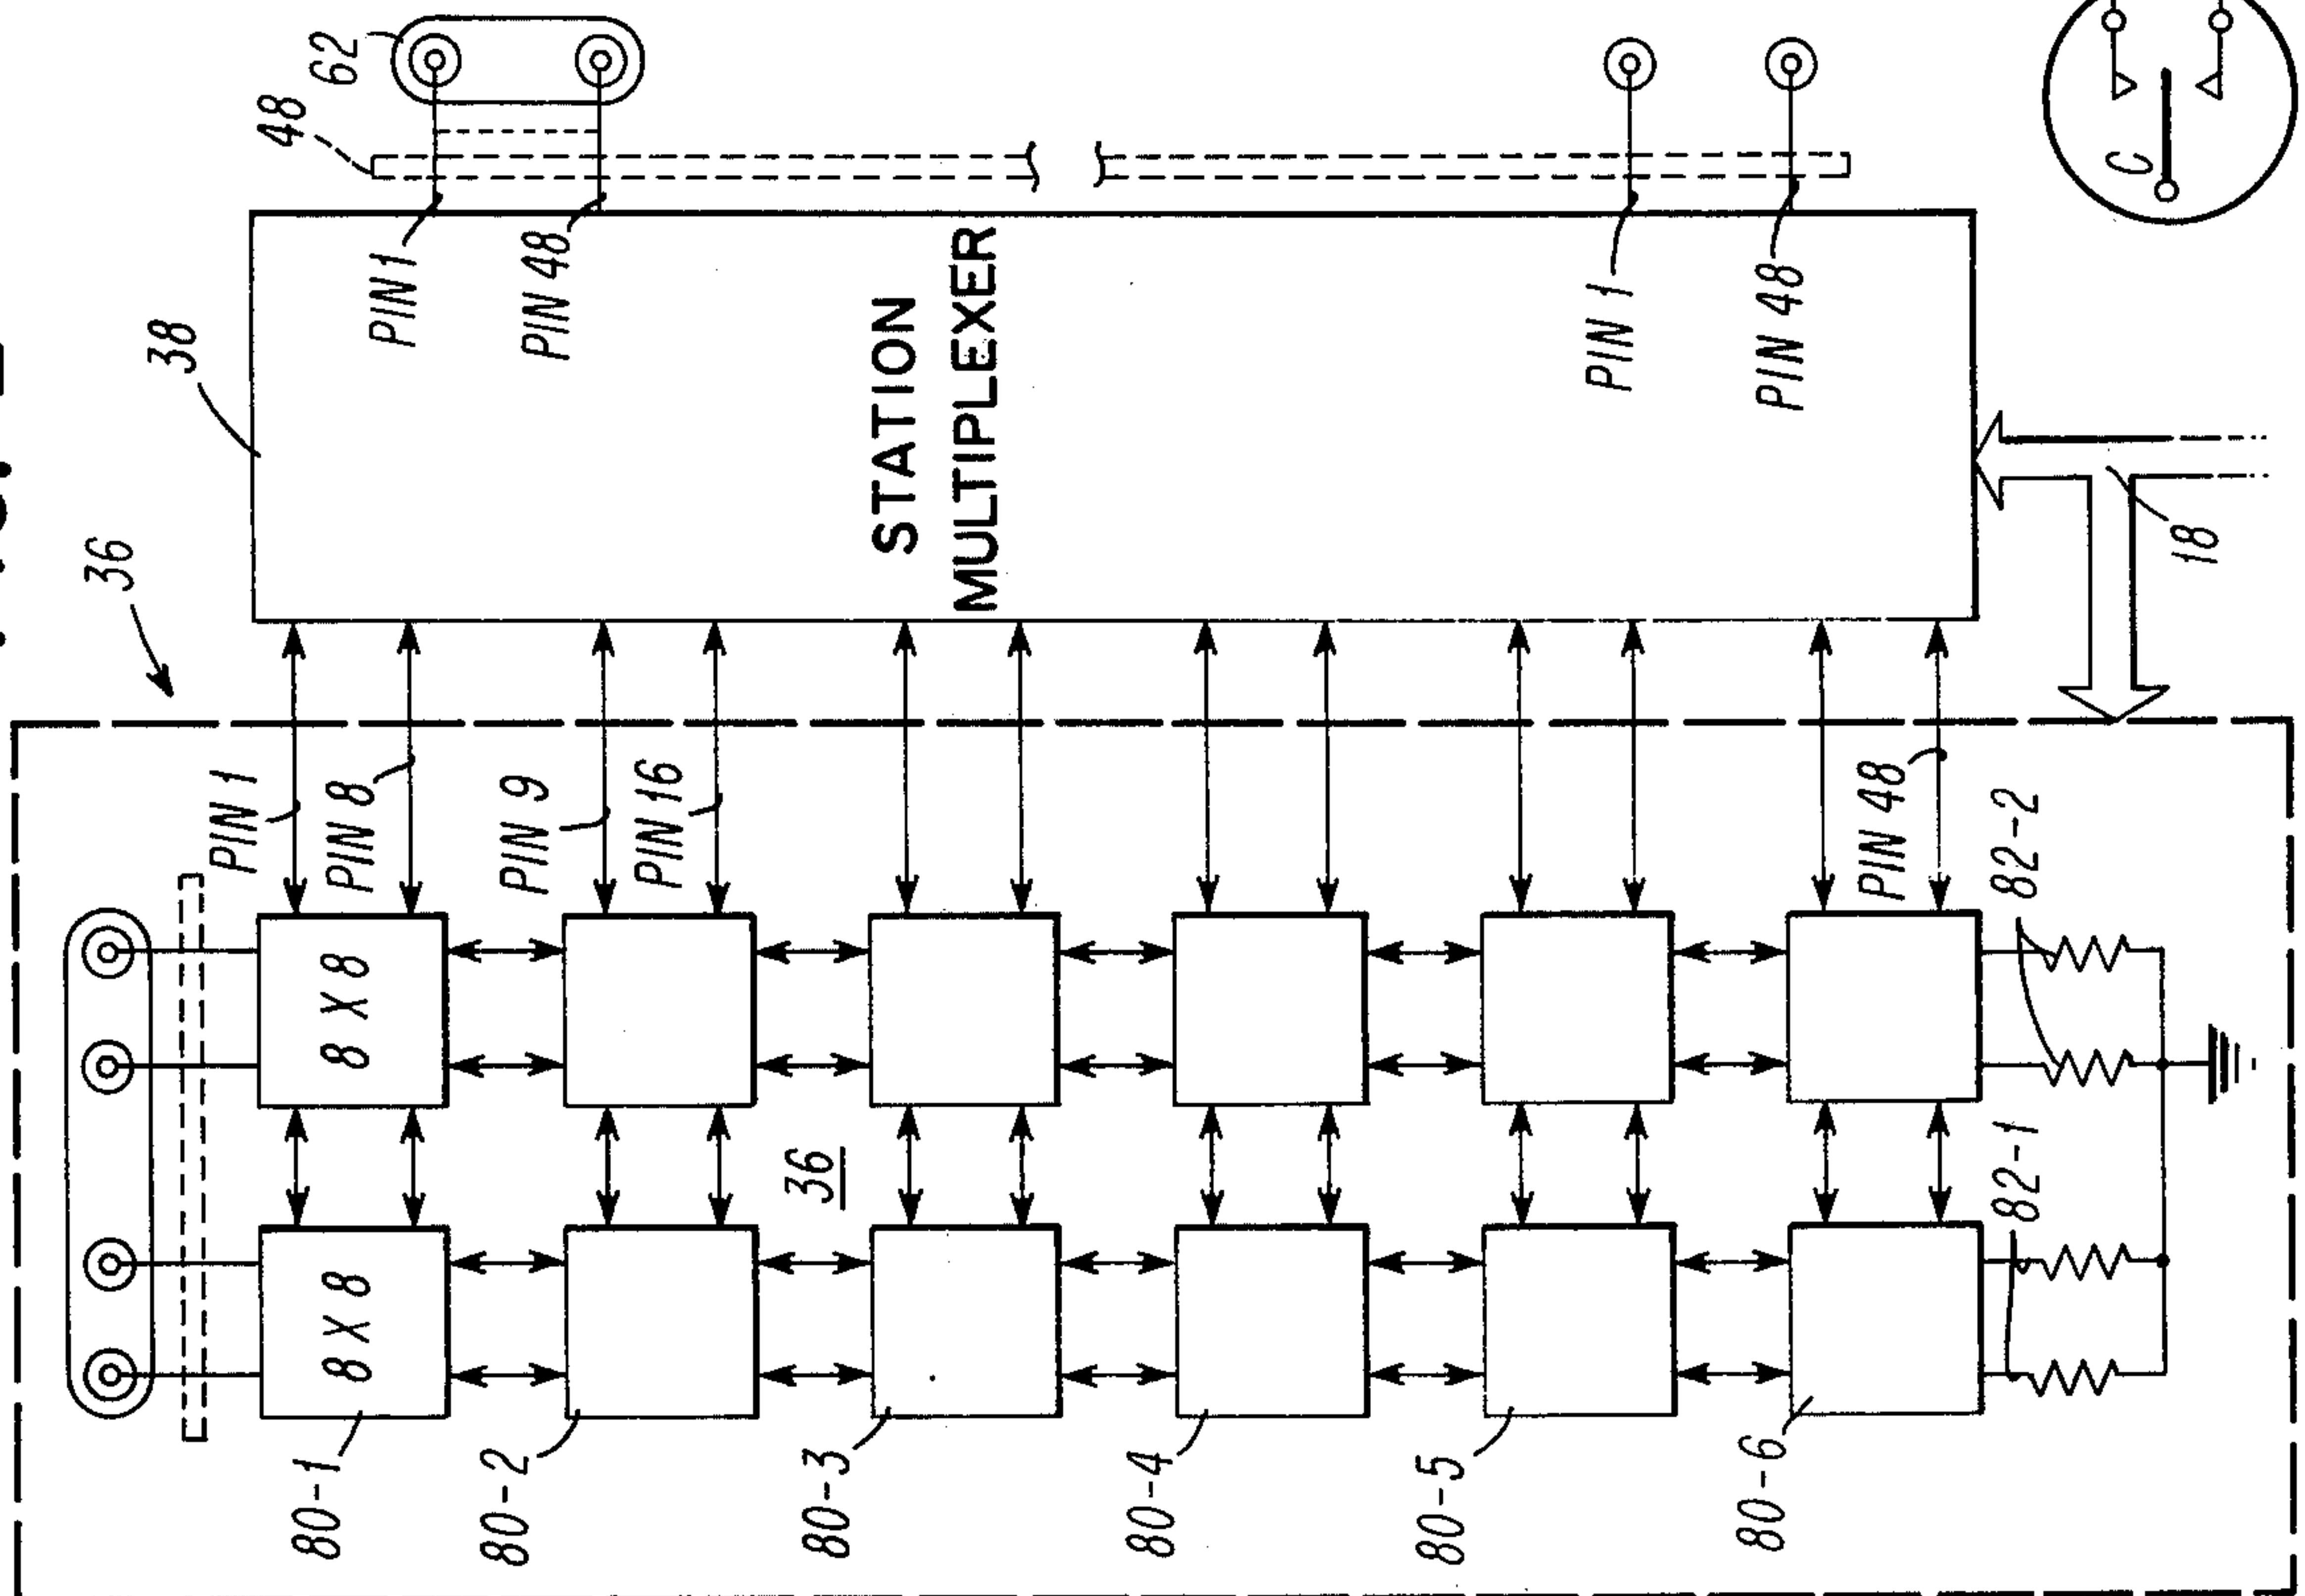 36
38
48
62
PIN 1
PIN 48
STATION
MULTIPLEXER
PIN 1
PIN 48
C
18
PIN 1
PIN 8
PIN 9
PIN 16
PIN 48
8 X 8
8 X 8
36
82-2
82-1
80-1
80-2
80-3
80-4
80-5
80-6